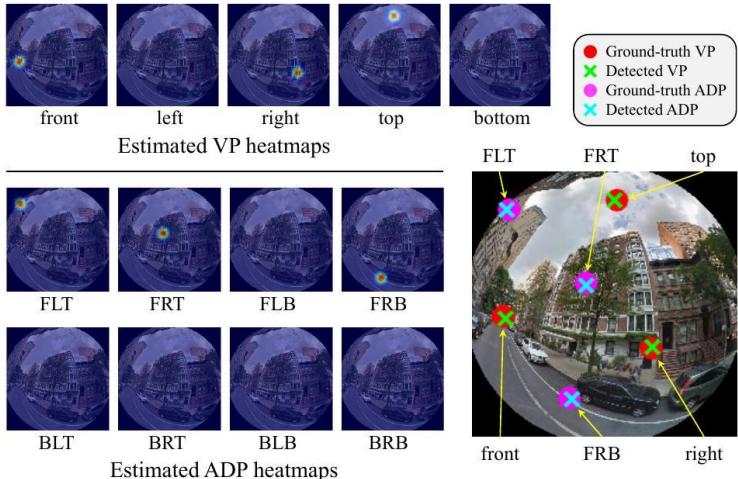 front left right top bottom
Estimated VP heatmaps
Ground-truth VP
Detected VP
Ground-truth ADP
Detected ADP
FLT FRT top
FLT FRT FLB FRB
BLT BRT BLB BRB
Estimated ADP heatmaps
front FRB right